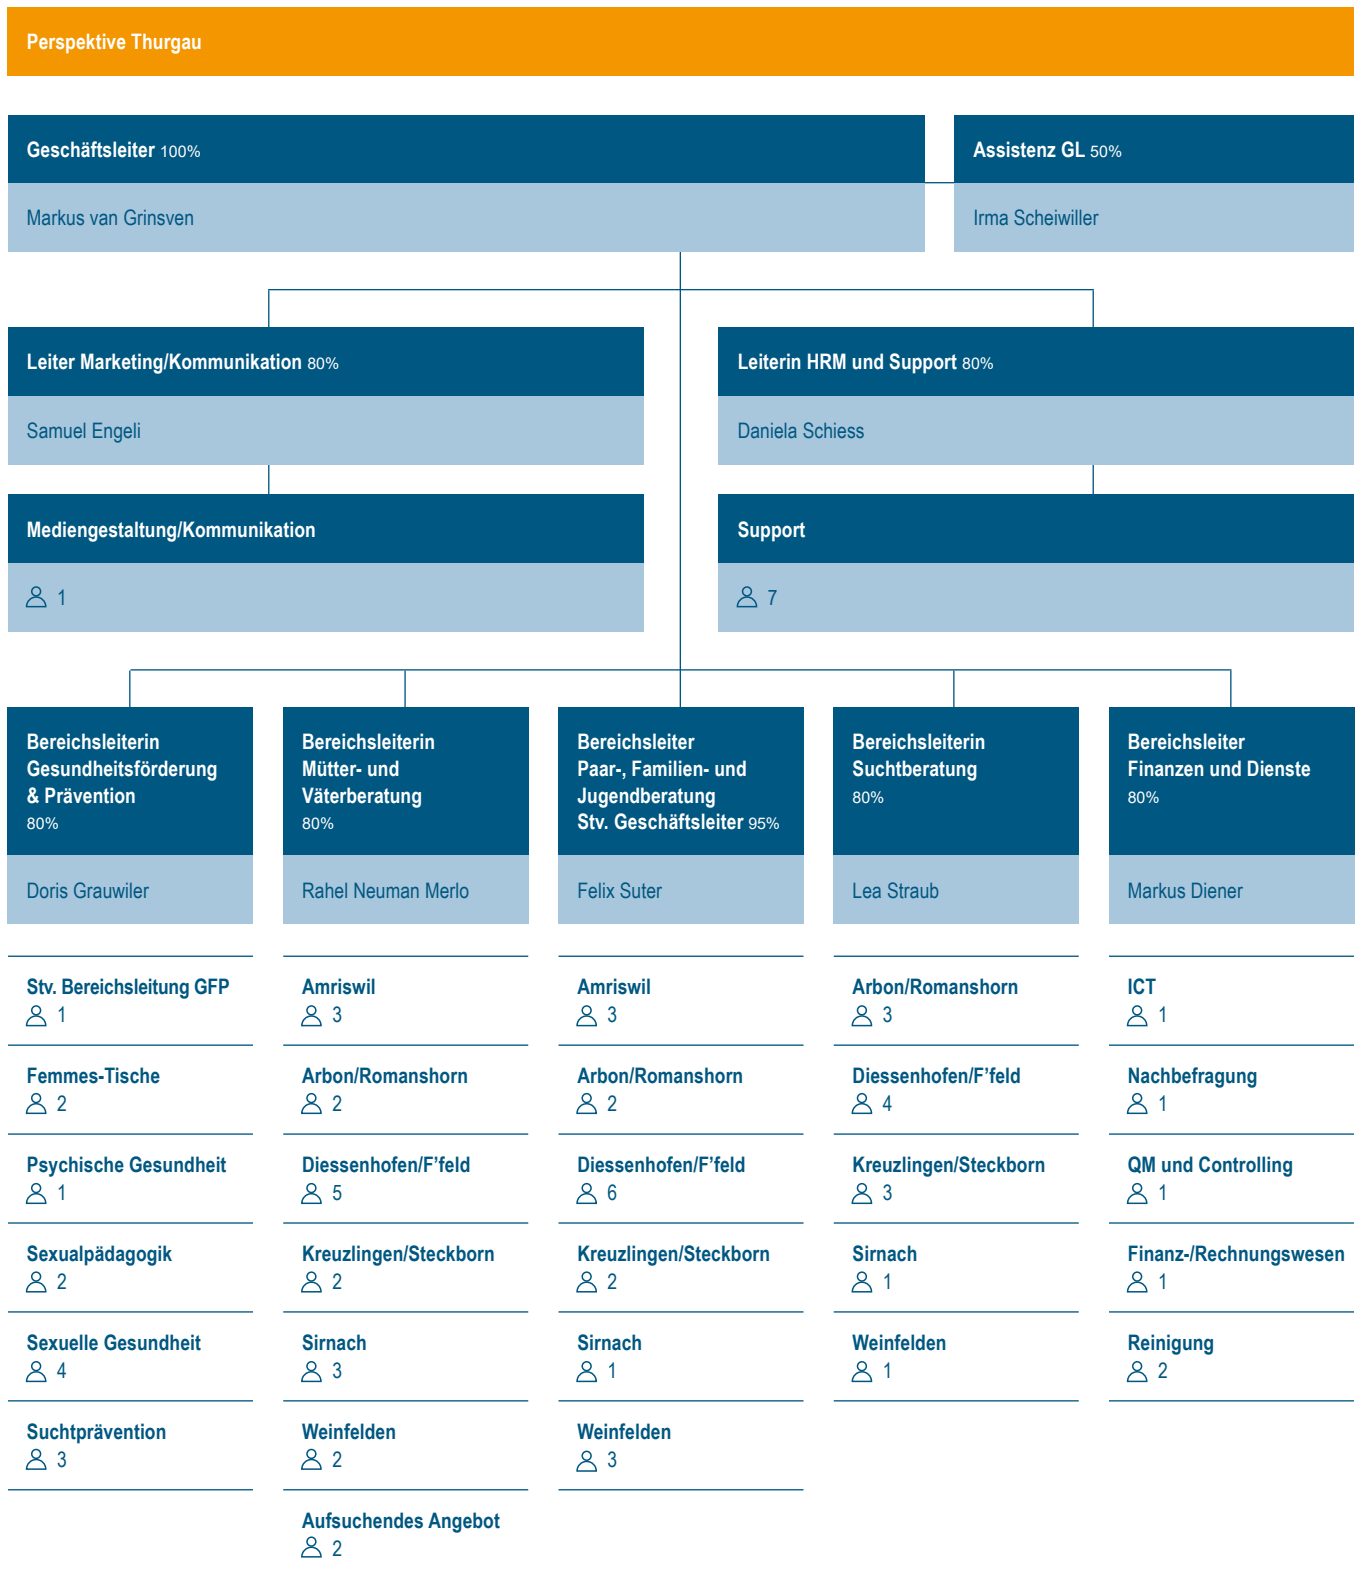 Perspektive Thurgau
Geschäftsleiter 100%
Markus van Grinsven
Assistenz GL 50%
Irma Scheiwiller
Leiter Marketing/Kommunikation 80%
Samuel Engeli
Leiterin HRM und Support 80%
Daniela Schiess
Mediengestaltung/Kommunikation
1
Support
7
Bereichsleiterin
Gesundheitsförderung
& Prävention
80%
Doris Grauwiler
Stv. Bereichsleitung GFP
1
Femmes-Tische
2
Psychische Gesundheit
1
Sexualpädagogik
2
Sexuelle Gesundheit
4
Suchtprävention
3
Bereichsleiterin
Mütter- und
Väterberatung
80%
Rahel Neuman Merlo
Amriswil
3
Arbon/Romanshorn
2
Diessenhofen/F’feld
5
Kreuzlingen/Steckborn
2
Sirnach
3
Weinfelden
2
Aufsuchendes Angebot
2
Bereichsleiter
Paar-, Familien- und
Jugendberatung
Stv. Geschäftsleiter 95%
Felix Suter
Amriswil
3
Arbon/Romanshorn
2
Diessenhofen/F’feld
6
Kreuzlingen/Steckborn
2
Sirnach
1
Weinfelden
3
Bereichsleiterin
Suchtberatung
80%
Lea Straub
Arbon/Romanshorn
3
Diessenhofen/F’feld
4
Kreuzlingen/Steckborn
3
Sirnach
1
Weinfelden
1
Bereichsleiter
Finanzen und Dienste
80%
Markus Diener
ICT
1
Nachbefragung
1
QM und Controlling
1
Finanz-/Rechnungswesen
1
Reinigung
2